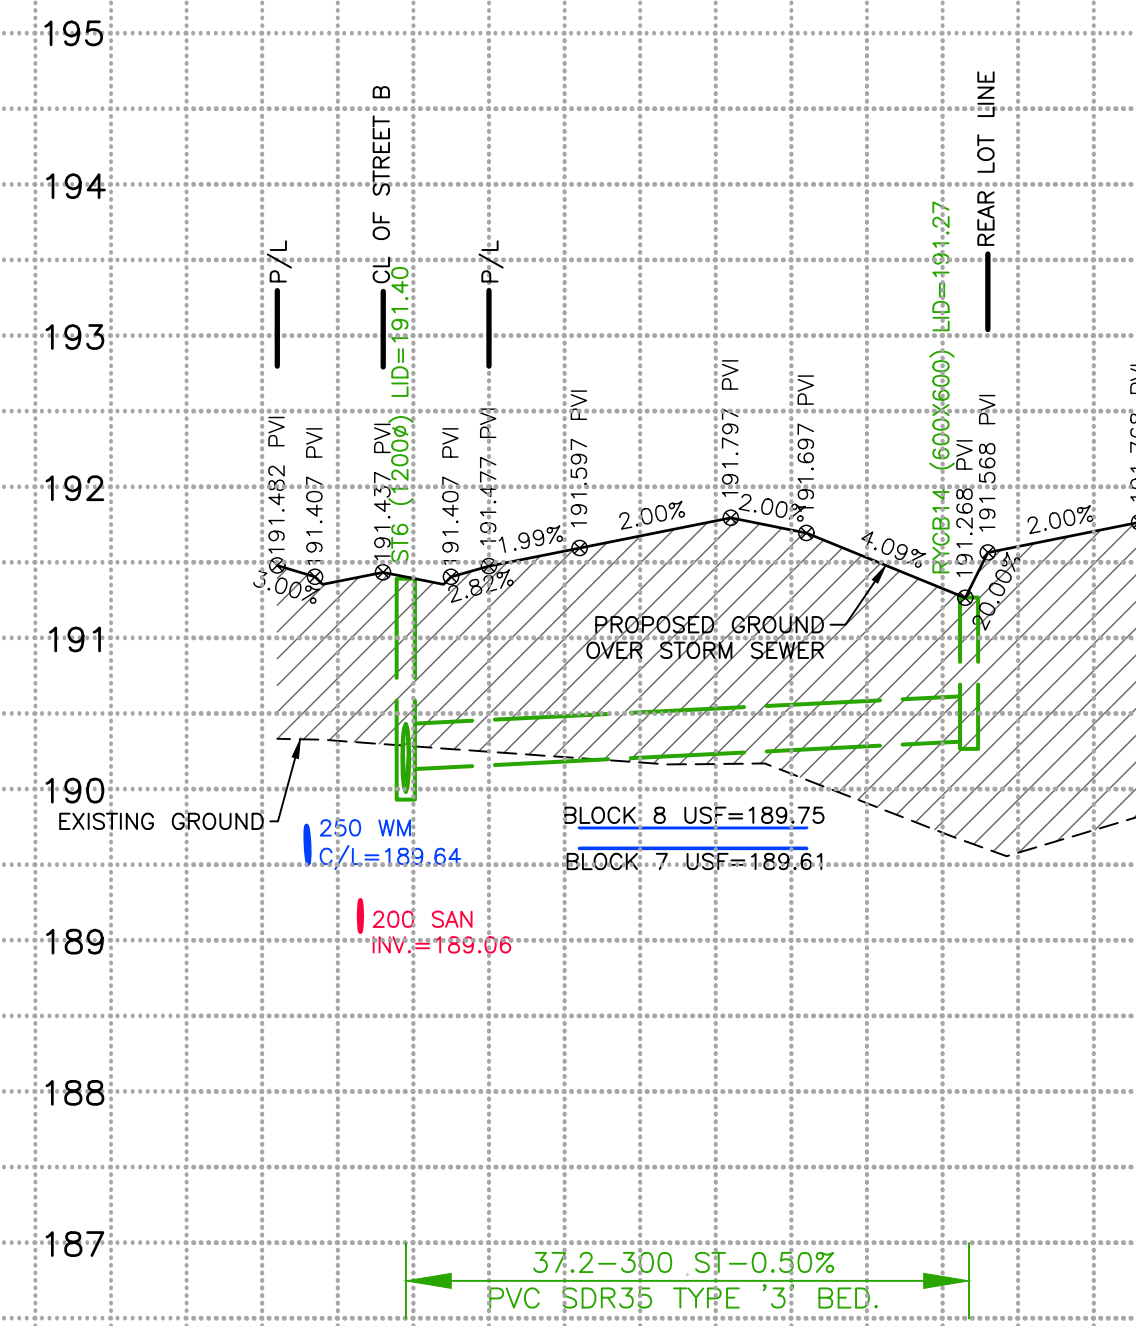 195
194
193
192
191
190
189
188
187
P/L
CL OF STREET B
P/L
REAR LOT LINE
ST6 (1200ø) LID=191.40
RYCB14 (600X600) LID=191.27
191.482 PVI
191.407 PVI
191.437 PVI
191.407 PVI
191.477 PVI
191.597 PVI
191.797 PVI
191.697 PVI
191.268 PVI
191.568 PVI
191.768 PVI
3.00%
2.82%
1.99%
2.00%
2.00%
4.09%
20.00%
2.00%
PROPOSED GROUND
OVER STORM SEWER
EXISTING GROUND
250 WM
C/L=189.64
BLOCK 8 USF=189.75
BLOCK 7 USF=189.61
200 SAN
INV.=189.06
37.2-300 ST-0.50%
PVC SDR35 TYPE '3' BED.